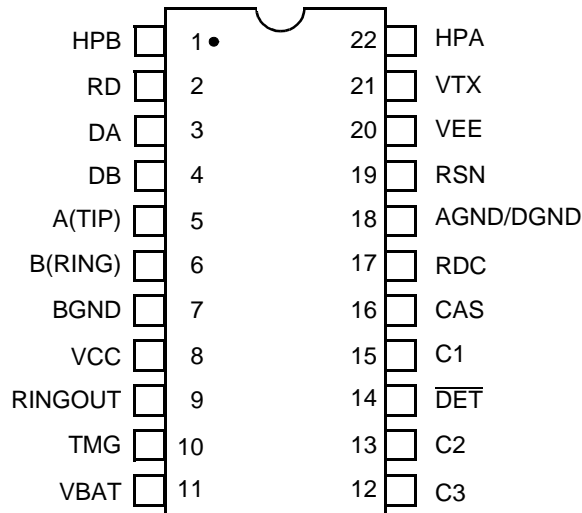 HPB 1 22 HPA
RD 2 21 VTX
DA 3 20 VEE
DB 4 19 RSN
A(TIP) 5 18 AGND/DGND
B(RING) 6 17 RDC
BGND 7 16 CAS
VCC 8 15 C1
RINGOUT 9 14 D̅E̅T̅
TMG 10 13 C2
VBAT 11 12 C3